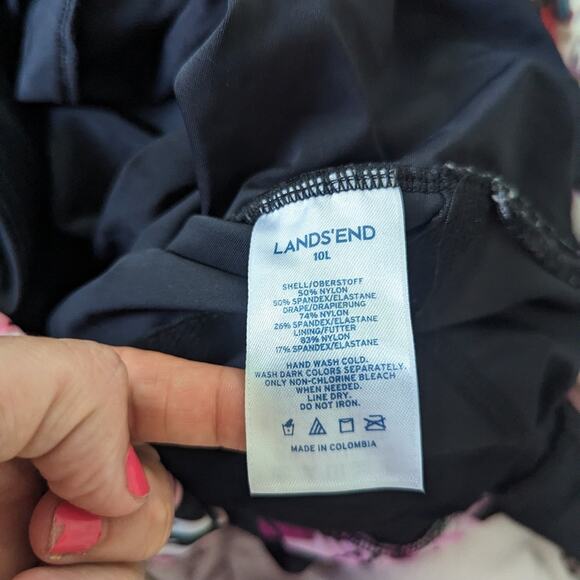 LANDS'END
10L
SHELL/OBERSTOFF
50% NYLON
50% SPANDEX/ELASTANE
DRAPE/DRAPIERUNG
74% NYLON
26% SPANDEX/ELASTANE
LINING/FUTTER
83% NYLON
17% SPANDEX/ELASTANE
HAND WASH COLD.
WASH DARK COLORS SEPARATELY.
ONLY NON-CHLORINE BLEACH
WHEN NEEDED.
LINE DRY.
DO NOT IRON.
MADE IN COLOMBIA